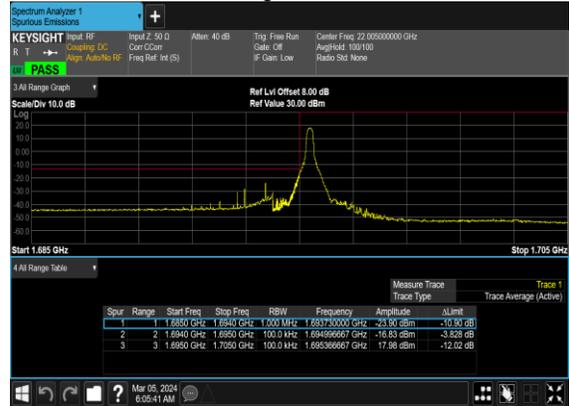 Spectrum Analyzer 1
Spurious Emissions
+
KEYSIGHT Input: RF Input Z: 50 Ω Atten: 40 dB Trig: Free Run Center Freq: 22.005000000 GHz
R T Coupling: DC Corr CCorr Gate: Off Avg|Hold: 100/100
Align: Auto/No RF Freq Ref: Int (S) IF Gain: Low Radio Std: None
PASS
3 All Range Graph
Ref Lvl Offset 8.00 dB
Scale/Div 10.0 dB Ref Value 30.00 dBm
Log
20.0
10.0
0.00
-10.0
-20.0
-30.0
-40.0
-50.0
-60.0
Start 1.685 GHz Stop 1.705 GHz
4 All Range Table
Measure Trace Trace 1
Trace Type Trace Average (Active)
Spur Range Start Freq Stop Freq RBW Frequency Amplitude ΔLimit
1 1 1.6850 GHz 1.6940 GHz 1.000 MHz 1.693730000 GHz -23.90 dBm -10.90 dB
2 2 1.6940 GHz 1.6950 GHz 100.0 kHz 1.694996667 GHz -16.83 dBm -3.828 dB
3 3 1.6950 GHz 1.7050 GHz 100.0 kHz 1.695366667 GHz 17.98 dBm -12.02 dB
? Mar 05, 2024
6:05:41 AM